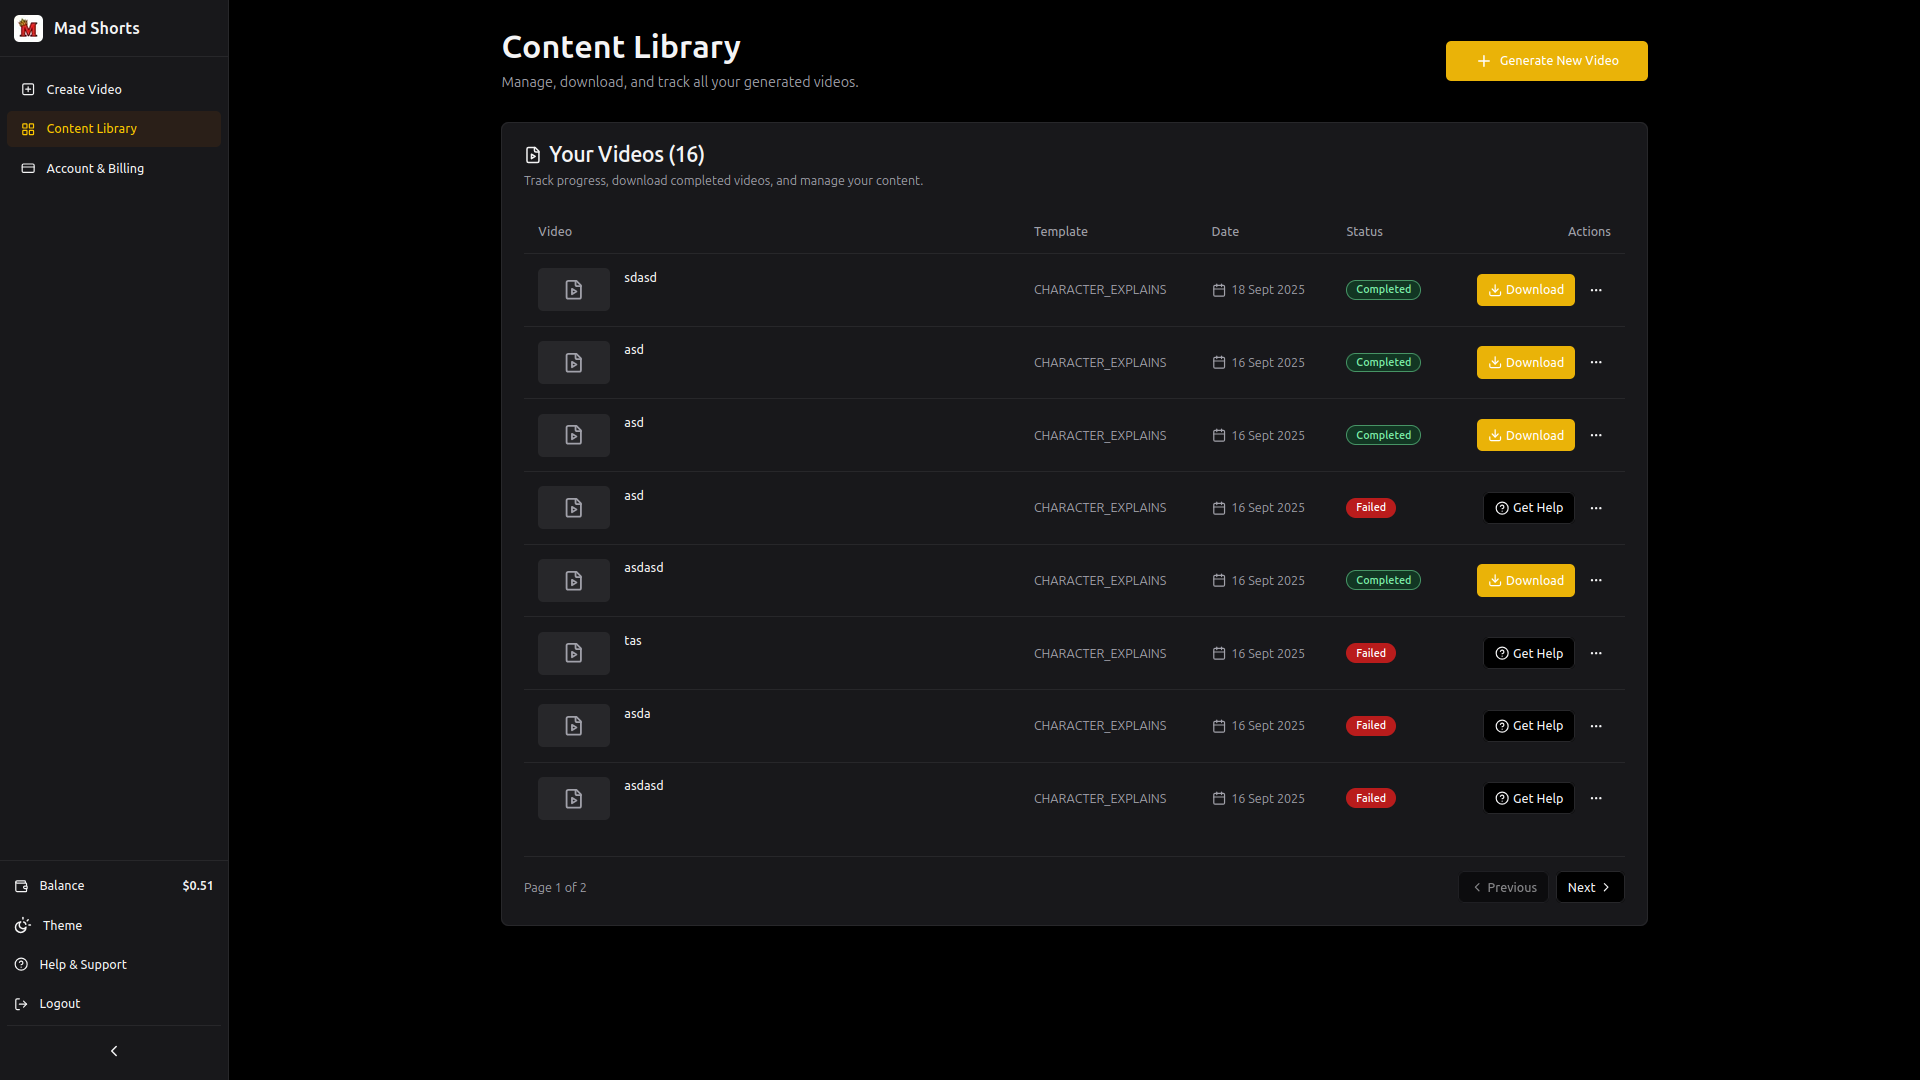 Mad Shorts
Create Video
Content Library
Account & Billing
Balance $0.51
Theme
Help & Support
Logout
Content Library
Manage, download, and track all your generated videos.
Generate New Video
Your Videos (16)
Track progress, download completed videos, and manage your content.
Video Template Date Status Actions
sdasd CHARACTER_EXPLAINS 18 Sept 2025 Completed Download
asd CHARACTER_EXPLAINS 16 Sept 2025 Completed Download
asd CHARACTER_EXPLAINS 16 Sept 2025 Completed Download
asd CHARACTER_EXPLAINS 16 Sept 2025 Failed Get Help
asdasd CHARACTER_EXPLAINS 16 Sept 2025 Completed Download
tas CHARACTER_EXPLAINS 16 Sept 2025 Failed Get Help
asda CHARACTER_EXPLAINS 16 Sept 2025 Failed Get Help
asdasd CHARACTER_EXPLAINS 16 Sept 2025 Failed Get Help
Page 1 of 2 Previous Next